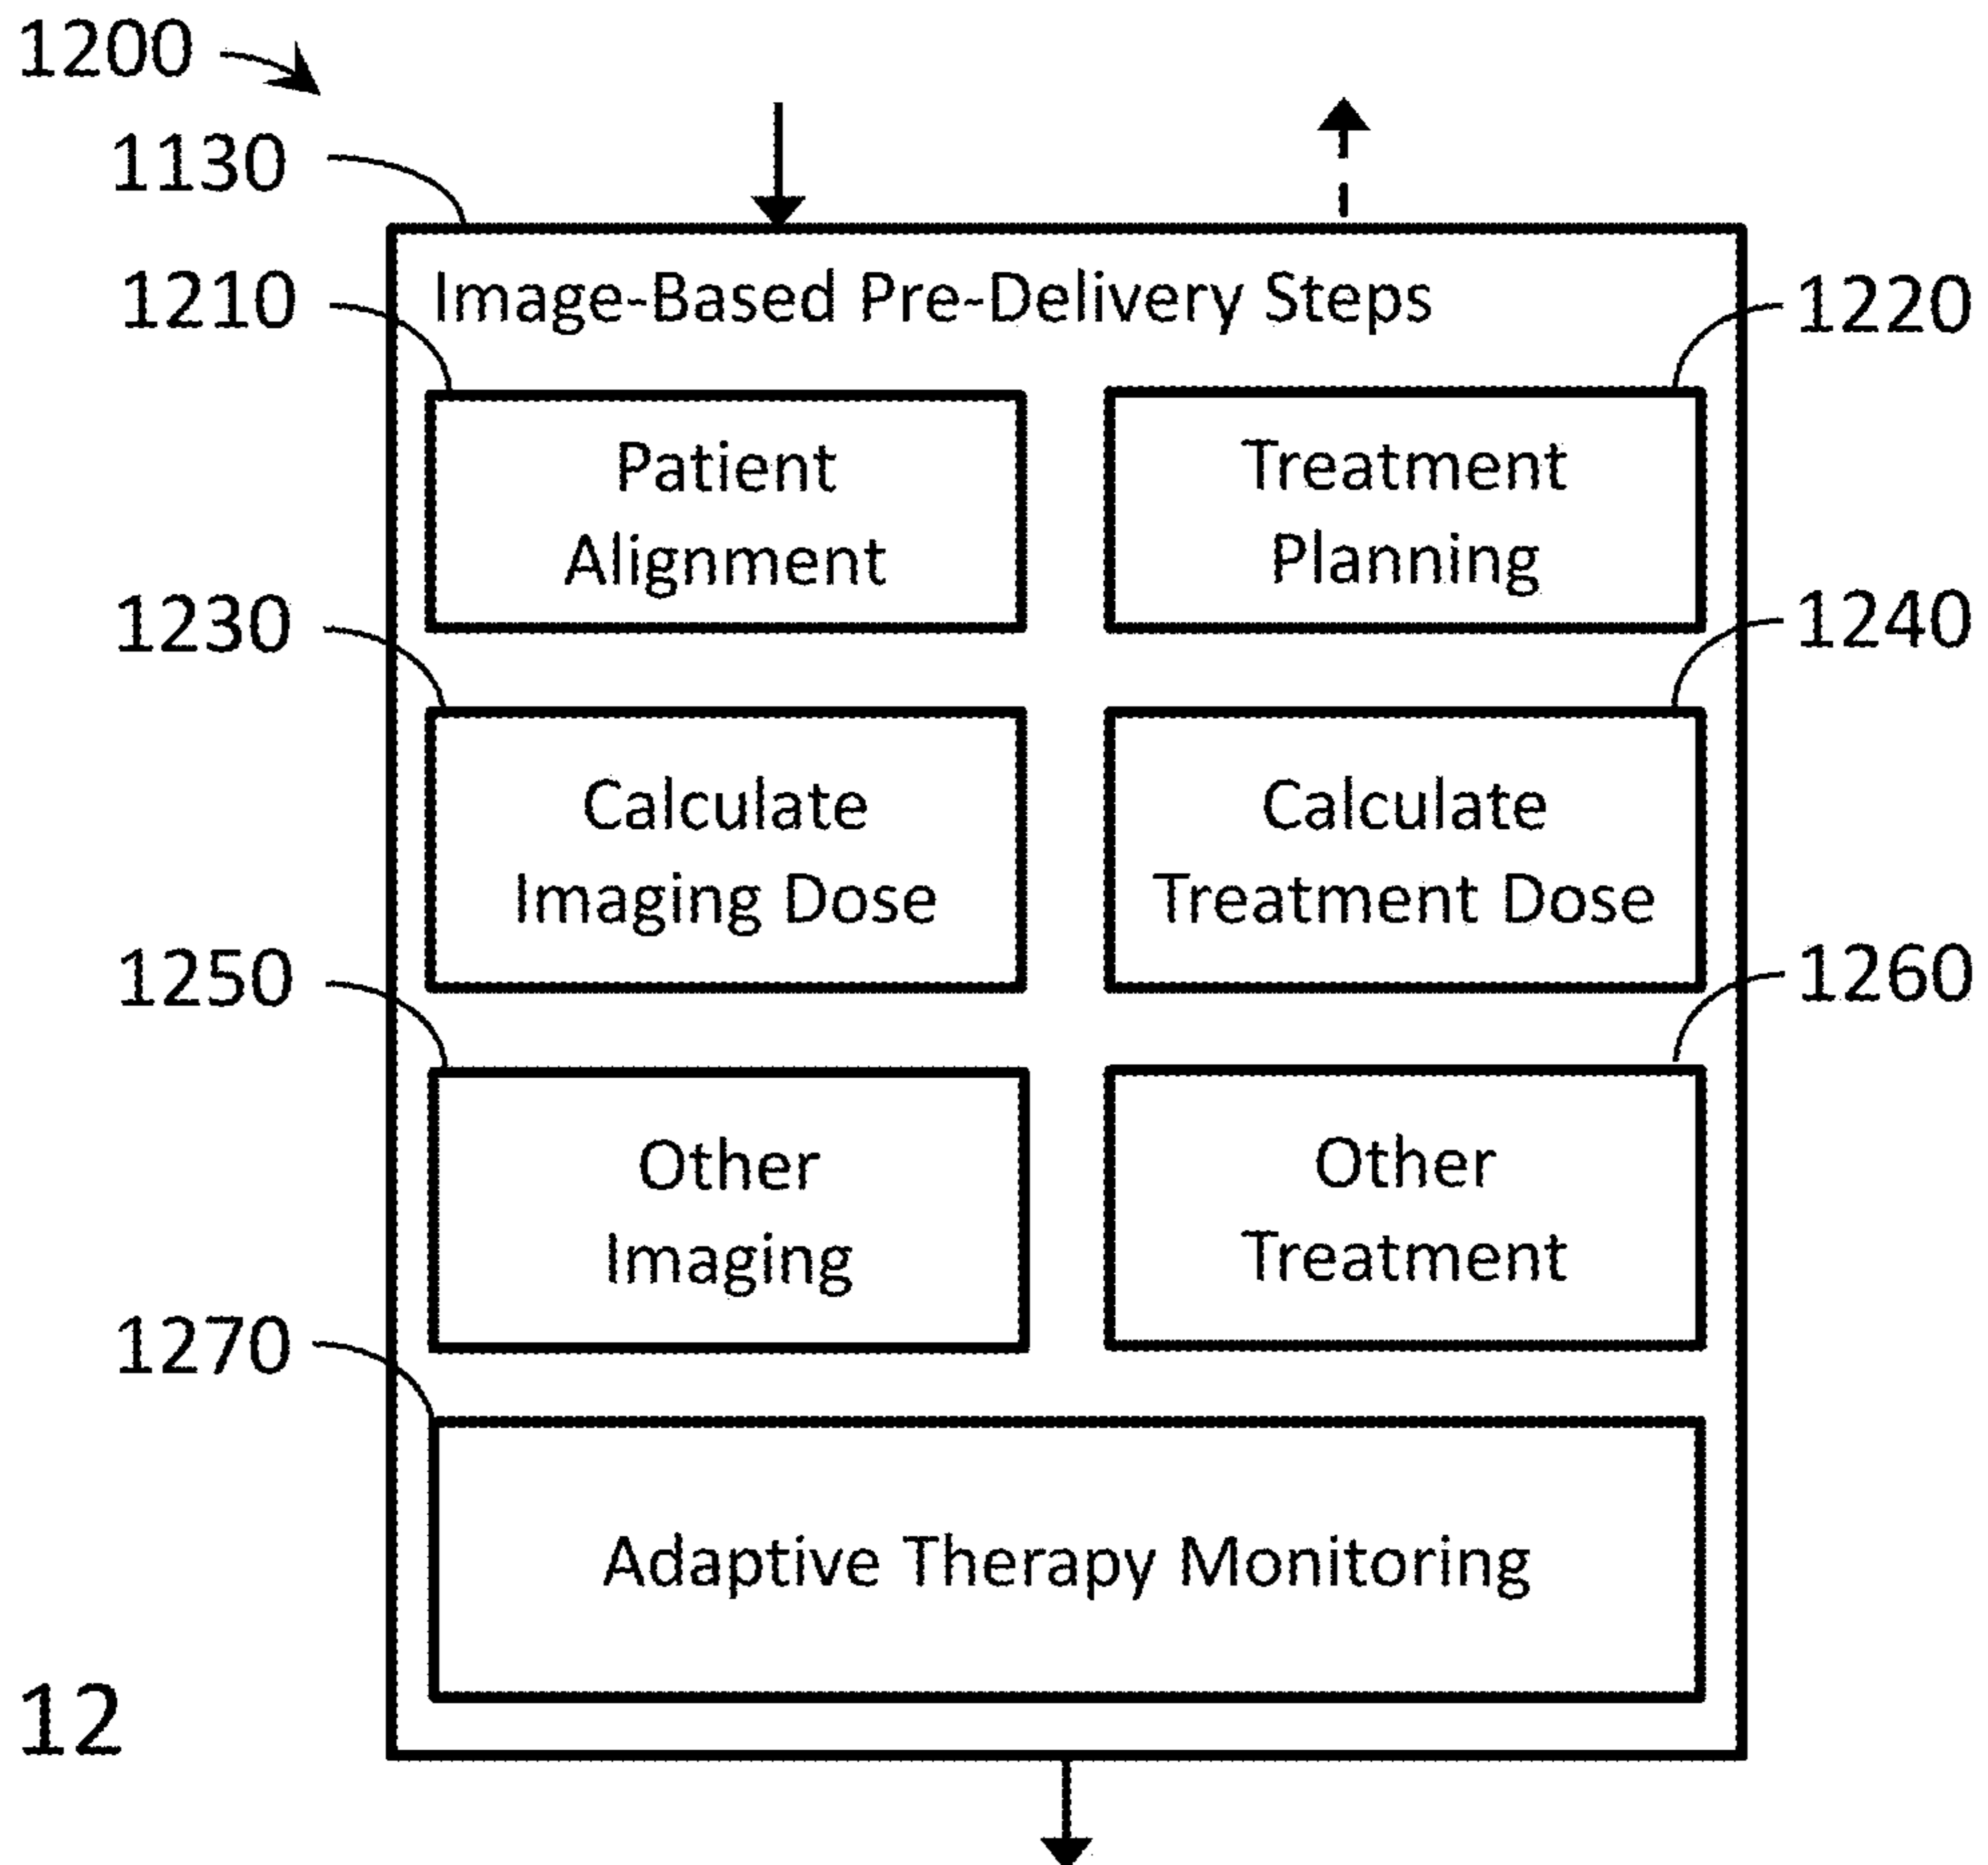 1200
1130
1210
Image-Based Pre-Delivery Steps
1220
Patient
Alignment
Treatment
Planning
1230
1240
Calculate
Imaging Dose
Calculate
Treatment Dose
1250
1260
Other
Imaging
Other
Treatment
1270
Adaptive Therapy Monitoring
12